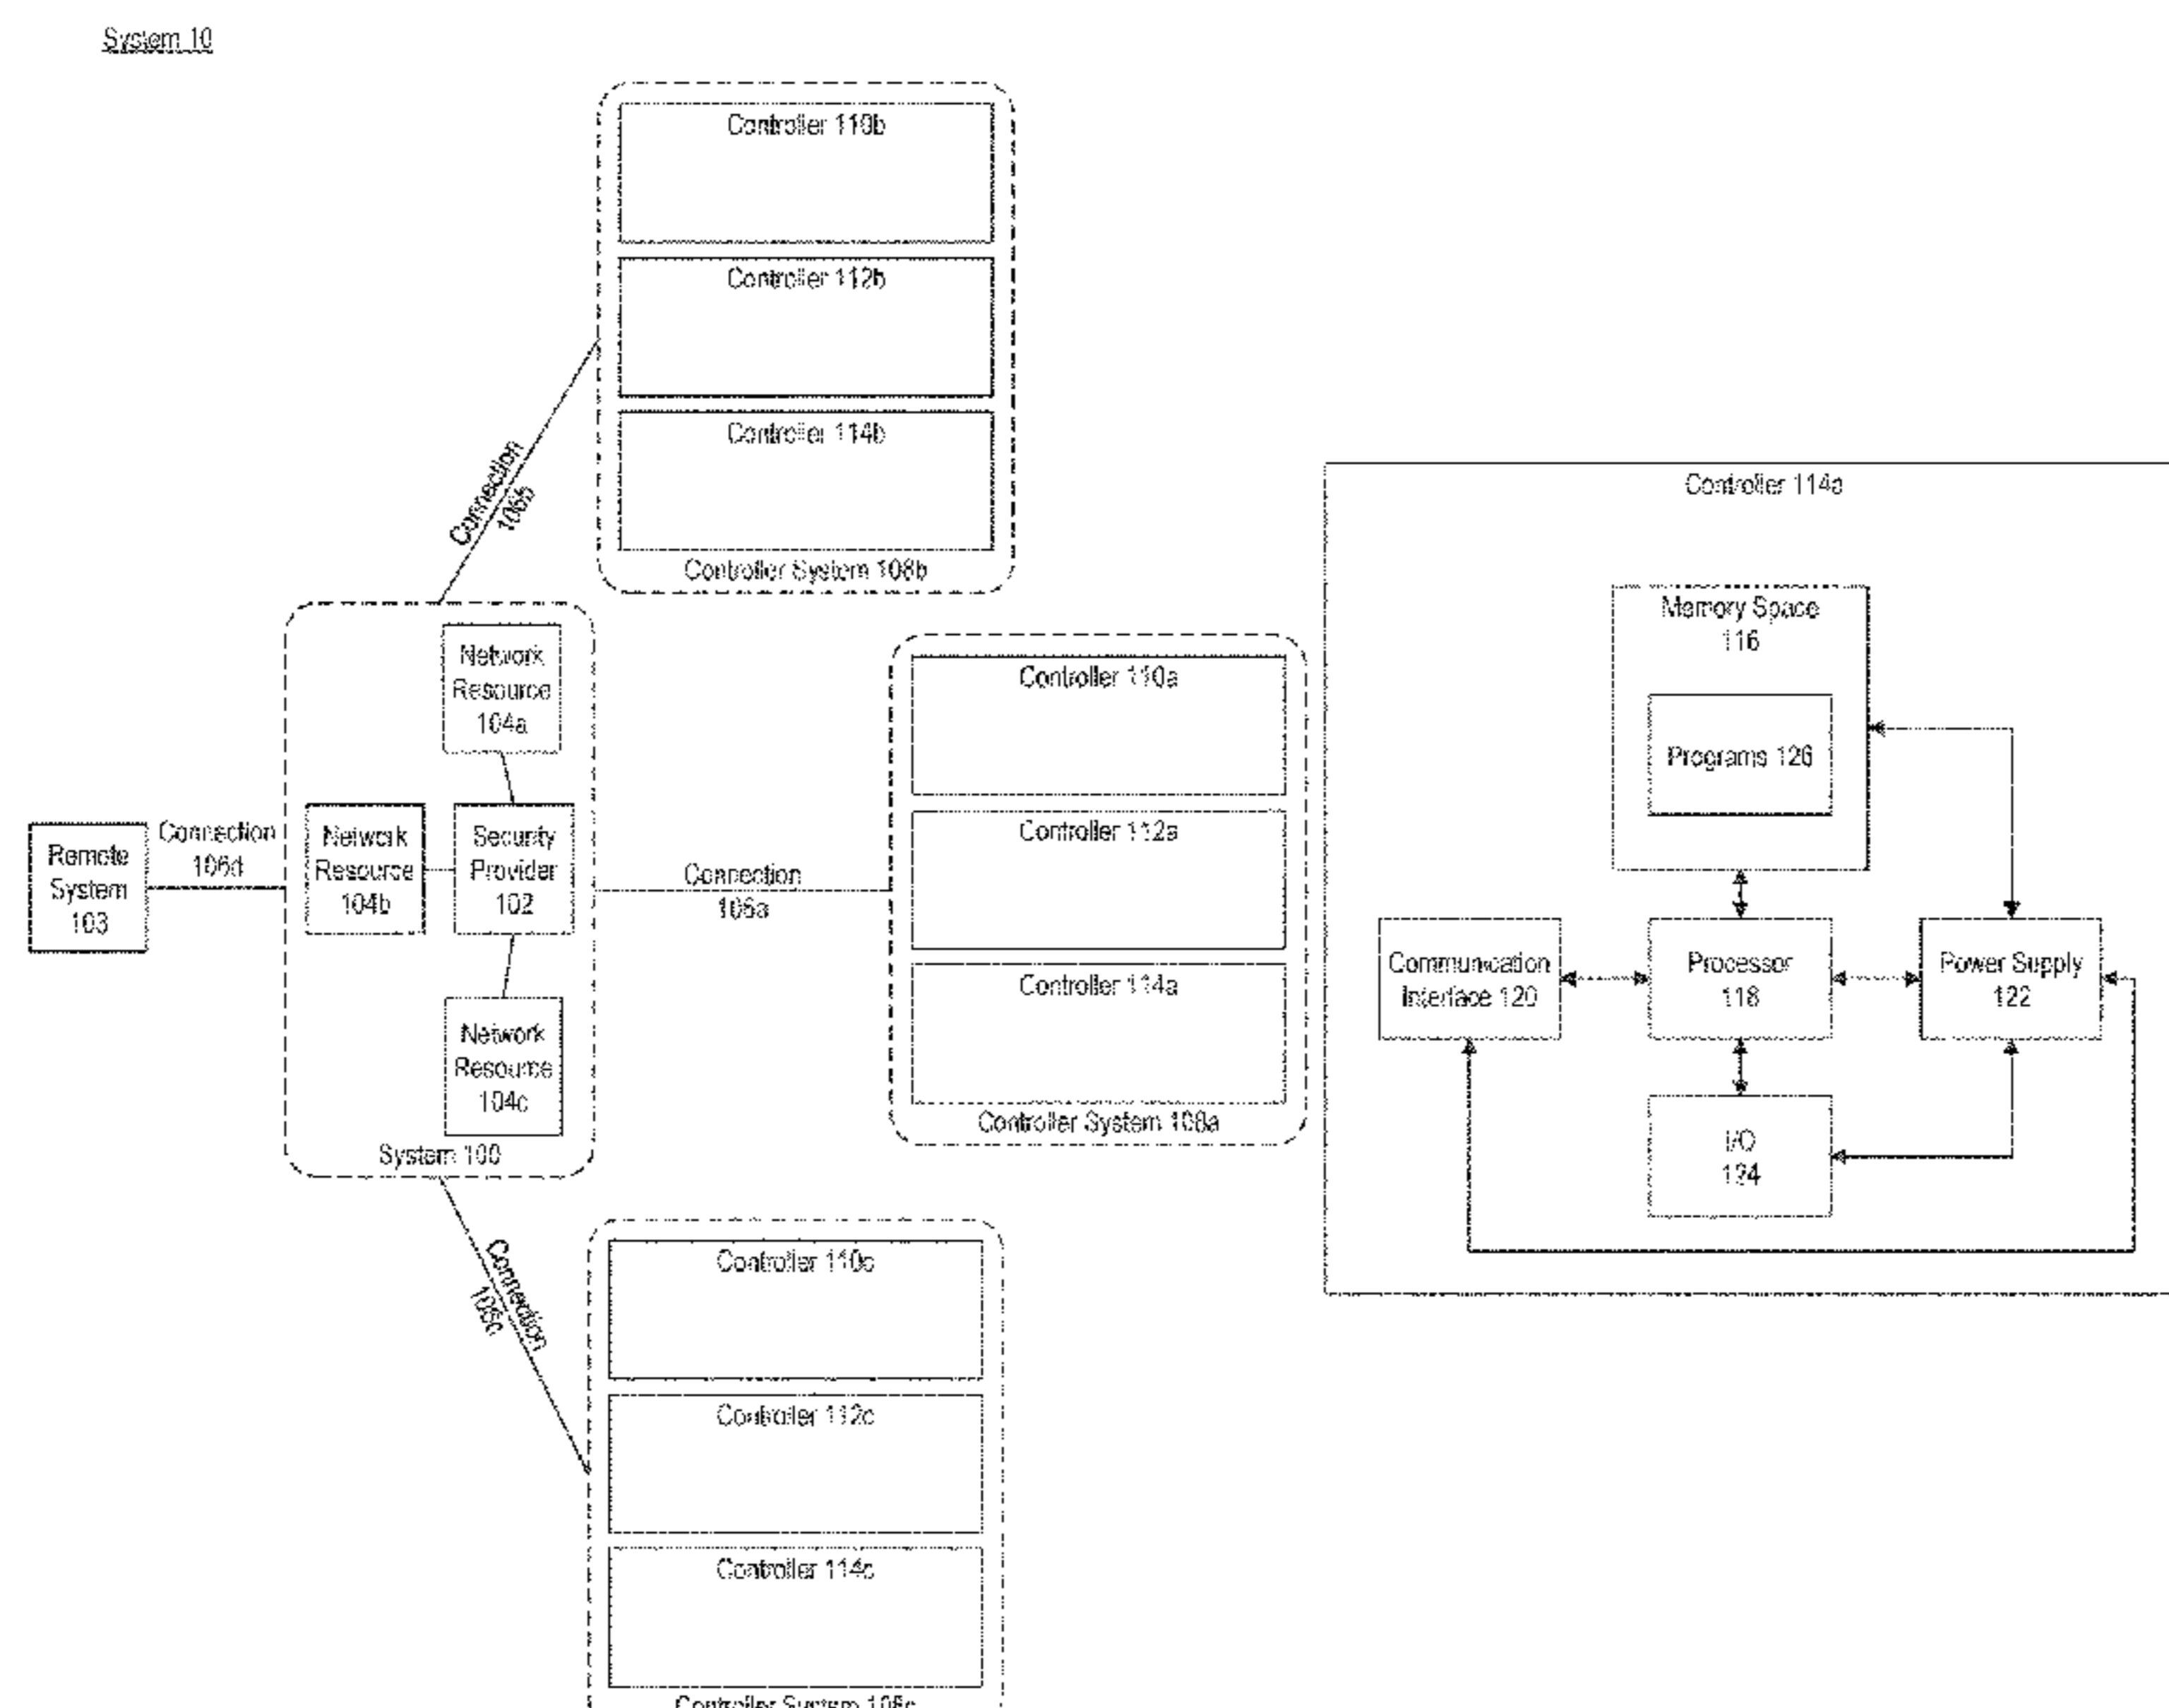 System 10
Controller 110b
Controller 112b
Controller 114b
Controller System 108b
Connection
106b
Network
Resource
104a
Network
Resource
104b
Security
Provider
102
Network
Resource
104c
System 100
Remote
System
103
Connection
106d
Connection
106a
Controller 110a
Controller 112a
Controller 114a
Controller System 108a
Connection
106c
Controller 110c
Controller 112c
Controller 114c
Controller System 108c
Controller 114a
Memory Space
116
Programs 126
Communication
Interface 120
Processor
118
Power Supply
122
I/O
124